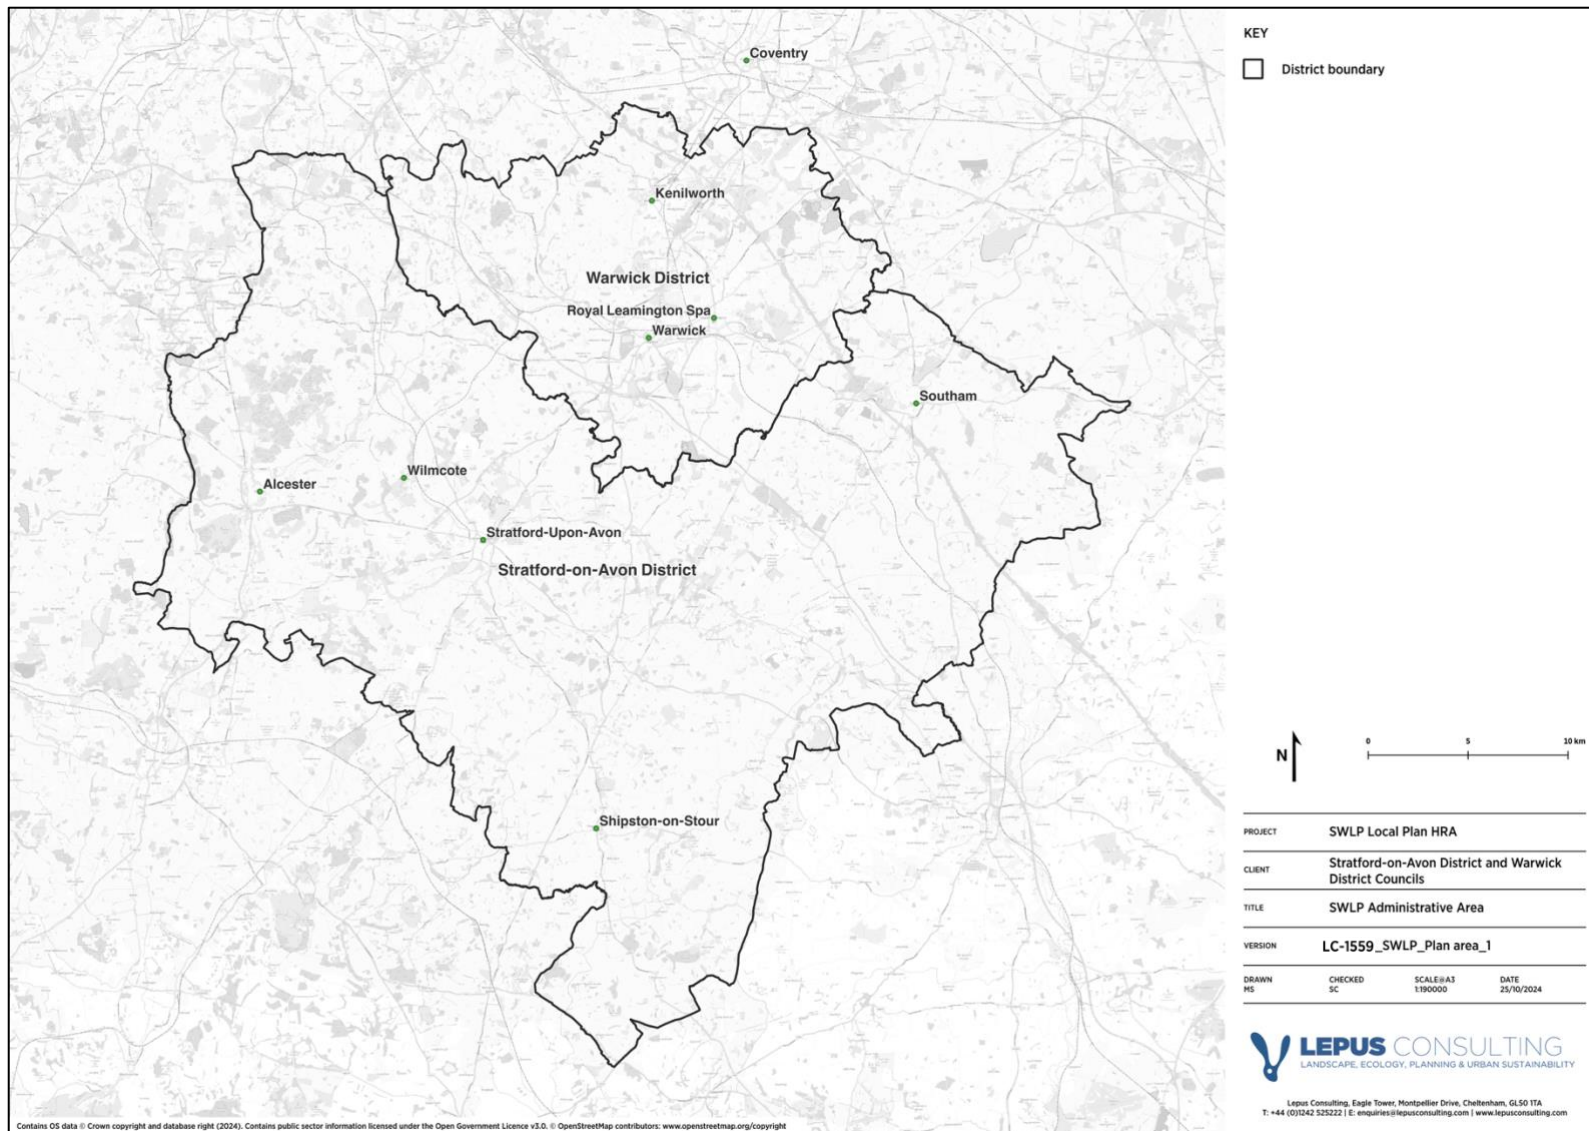 Coventry
Kenilworth
Warwick District
Royal Leamington Spa
Warwick
Southam
Wilmcote
Alcester
Stratford-Upon-Avon
Stratford-on-Avon District
Shipston-on-Stour
Contains OS data © Crown copyright and database right (2024). Contains public sector information licensed under the Open Government Licence v3.0. © OpenStreetMap contributors: www.openstreetmap.org/copyright
KEY
District boundary
N
0 5 10 km
PROJECT SWLP Local Plan HRA
CLIENT Stratford-on-Avon District and Warwick
District Councils
TITLE SWLP Administrative Area
VERSION LC-1559_SWLP_Plan area_1
DRAWN CHECKED SCALE@A3 DATE
MS SC 1:190000 25/10/2024
LEPUS CONSULTING
LANDSCAPE, ECOLOGY, PLANNING & URBAN SUSTAINABILITY
Lepus Consulting, Eagle Tower, Montpellier Drive, Cheltenham, GL50 1TA
T: +44 (0)1242 525222 | E: enquiries@lepusconsulting.com | www.lepusconsulting.com